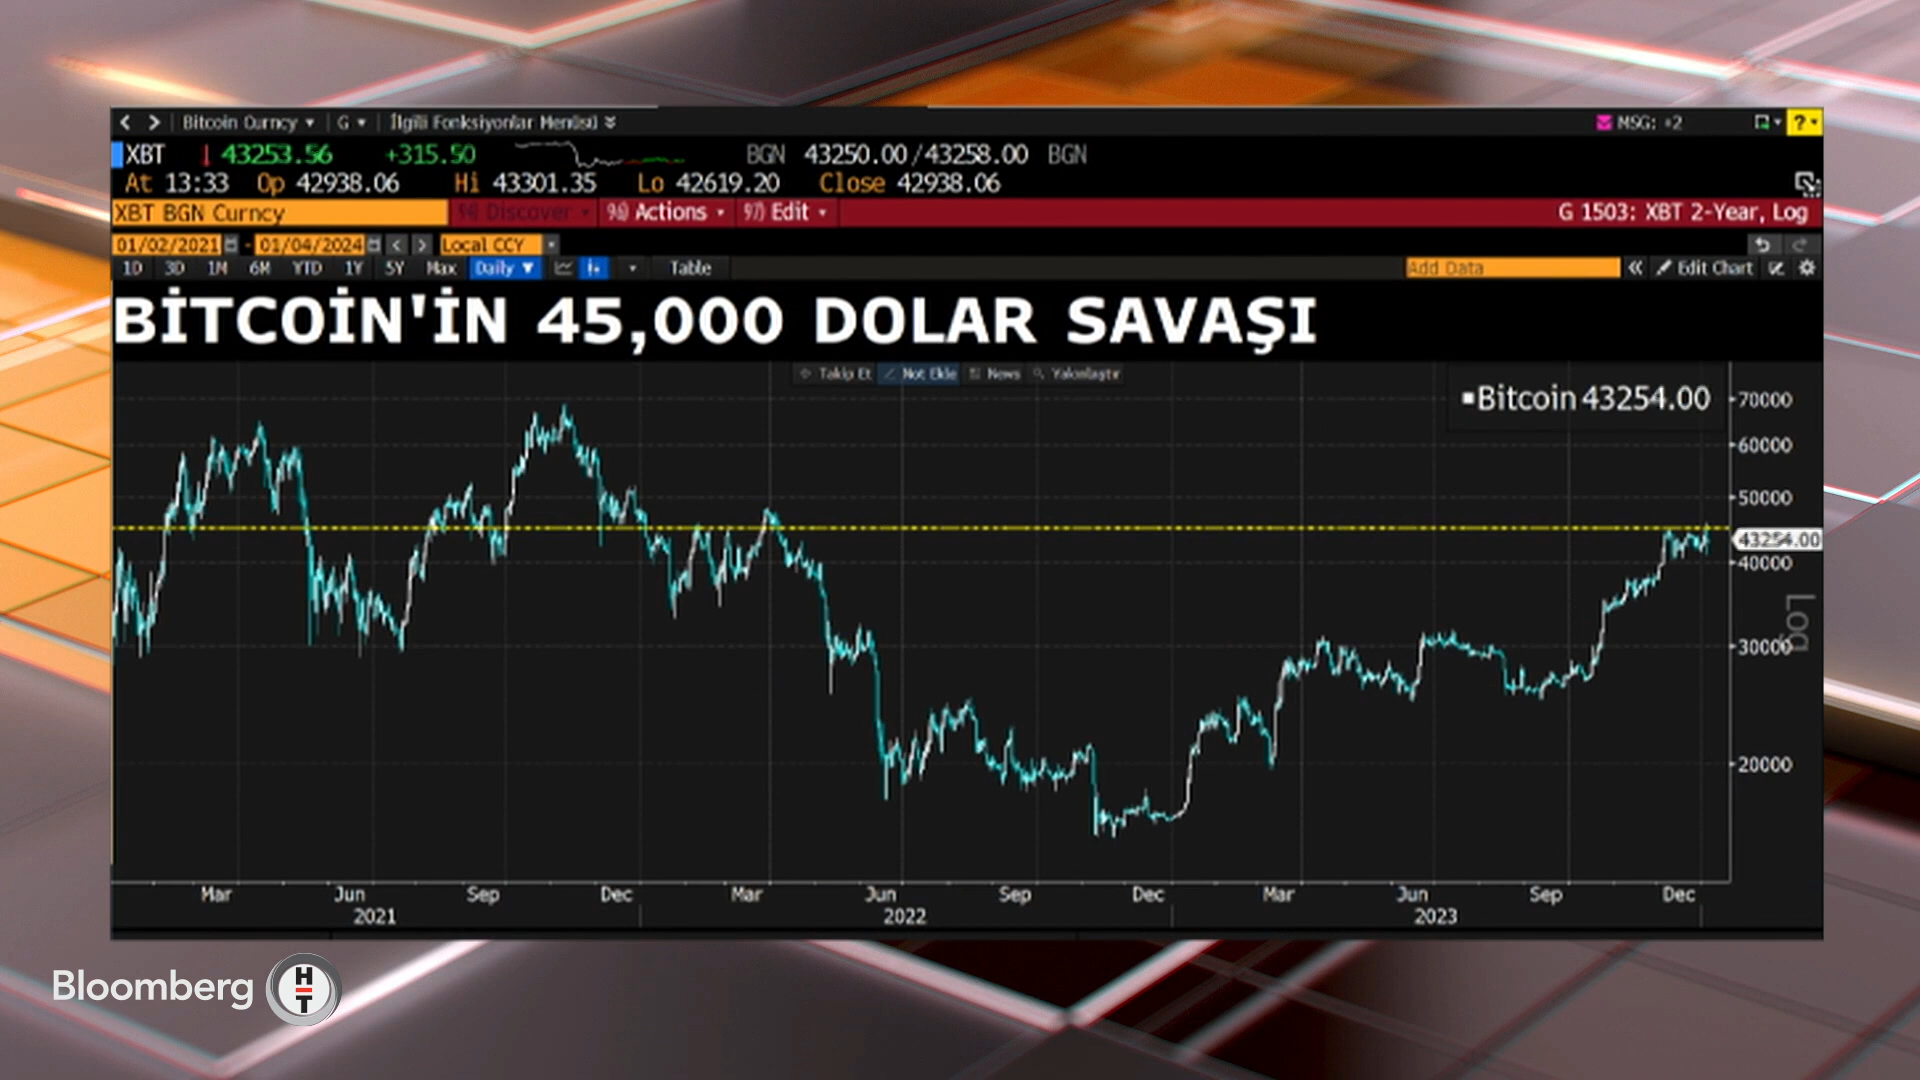 Bitcoin Curncy G İlgili Fonksiyonlar Menüsü MSG: +2 ?
XBT 43253.56 +315.50 BGN 43250.00/43258.00 BGN
At 13:33 Op 42938.06 Hi 43301.35 Lo 42619.20 Close 42938.06
XBT BGN Curncy Discover 96) Actions 97) Edit G 1503: XBT 2-Year, Log
01/02/2021 - 01/04/2024 Local CCY
1D 3D 1M 6M YTD 1Y 5Y Max Daily ▼ Table Add Data « Edit Chart
BİTCOİN'İN 45,000 DOLAR SAVAŞI
Takip Et Not Ekle News Yakınlaştır
Bitcoin 43254.00
70000
60000
50000
43254.00
40000
30000
20000
Log
Mar Jun Sep Dec Mar Jun Sep Dec Mar Jun Sep Dec
2021 2022 2023
Bloomberg HT